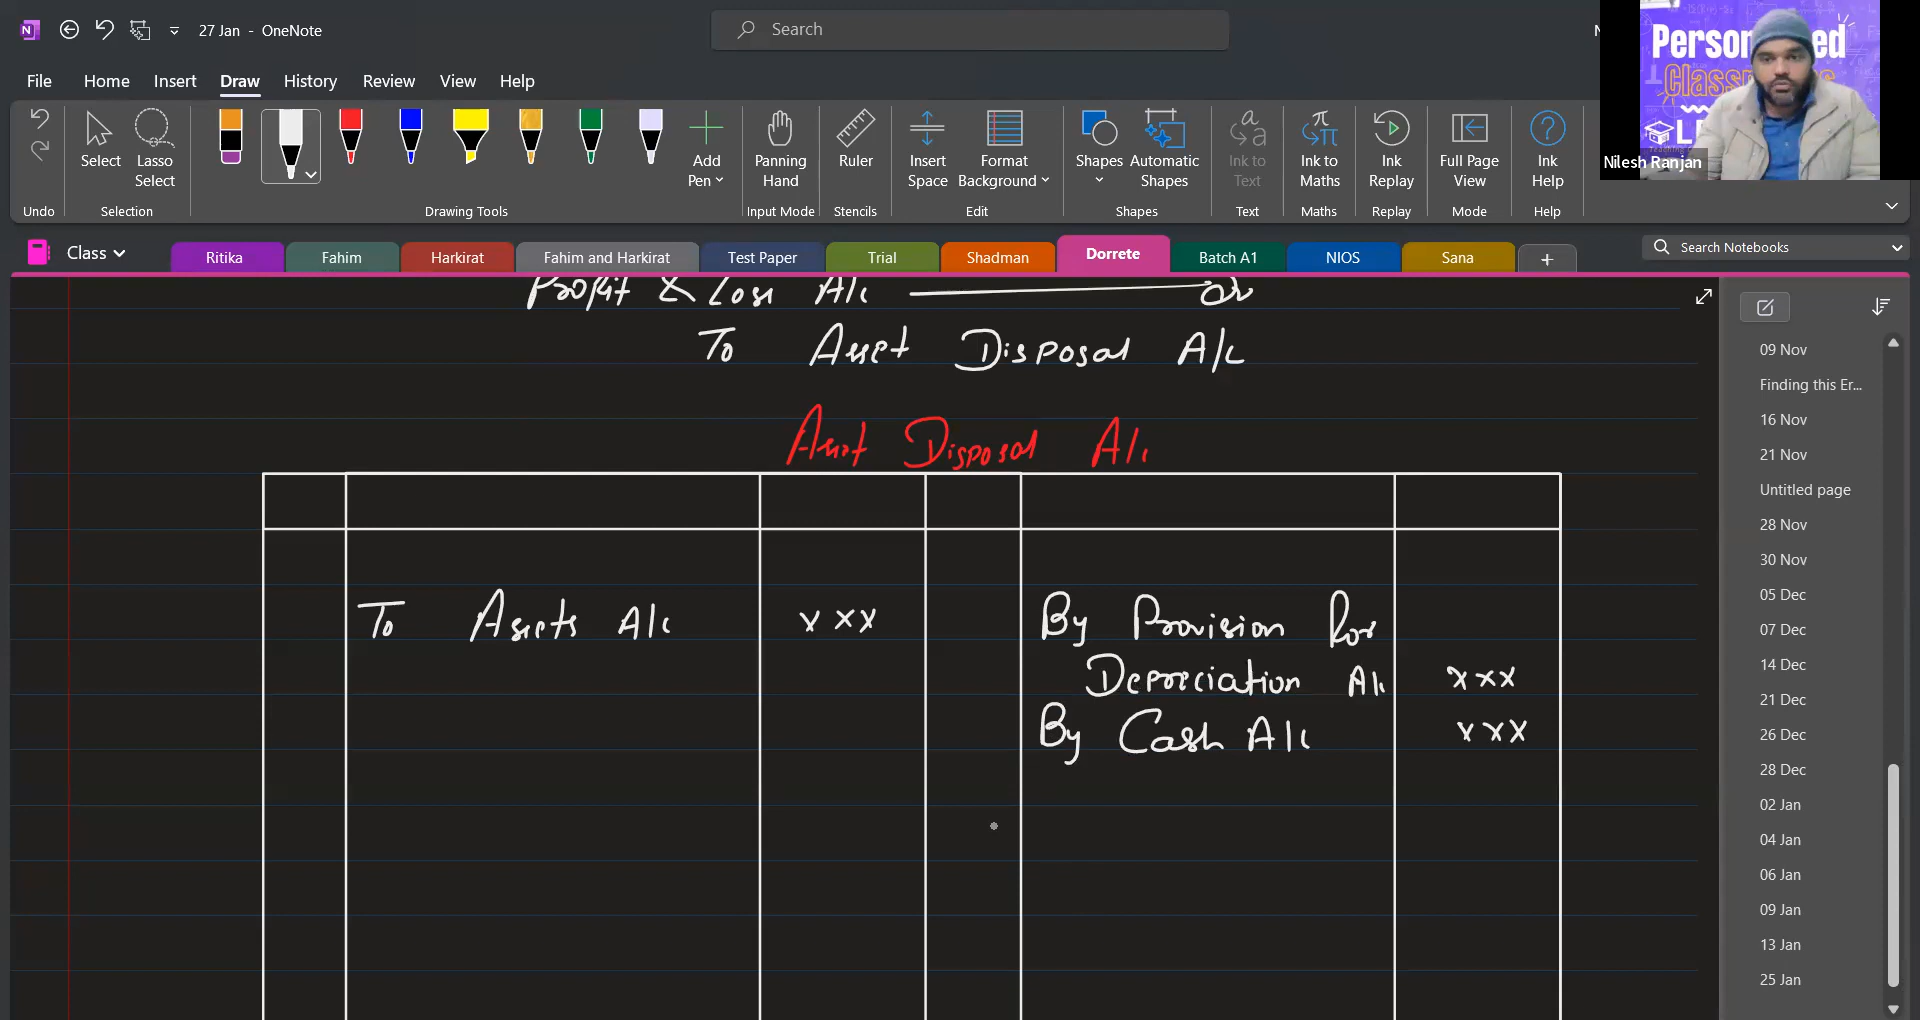 27 Jan - OneNote
Search
File Home Insert Draw History Review View Help
Select
Lasso Select
Add Pen
Panning Hand
Ruler
Insert Space
Format Background
Shapes
Automatic Shapes
Ink to Text
Ink to Maths
Ink Replay
Full Page View
Ink Help
Nilesh Ranjan
Undo Selection Drawing Tools Input Mode Stencils Edit Shapes Text Maths Replay Mode Help
Class
Ritika Fahim Harkirat Fahim and Harkirat Test Paper Trial Shadman Dorrete Batch A1 NIOS Sana +
Search Notebooks
Profit & Loss A/c Dr
To Asset Disposal A/c
Asset Disposal A/c
To Assets A/c xxx
By Provision for
Depreciation A/c xxx
By Cash A/c xxx
09 Nov
Finding this Er...
16 Nov
21 Nov
Untitled page
28 Nov
30 Nov
05 Dec
07 Dec
14 Dec
21 Dec
26 Dec
28 Dec
02 Jan
04 Jan
06 Jan
09 Jan
13 Jan
25 Jan